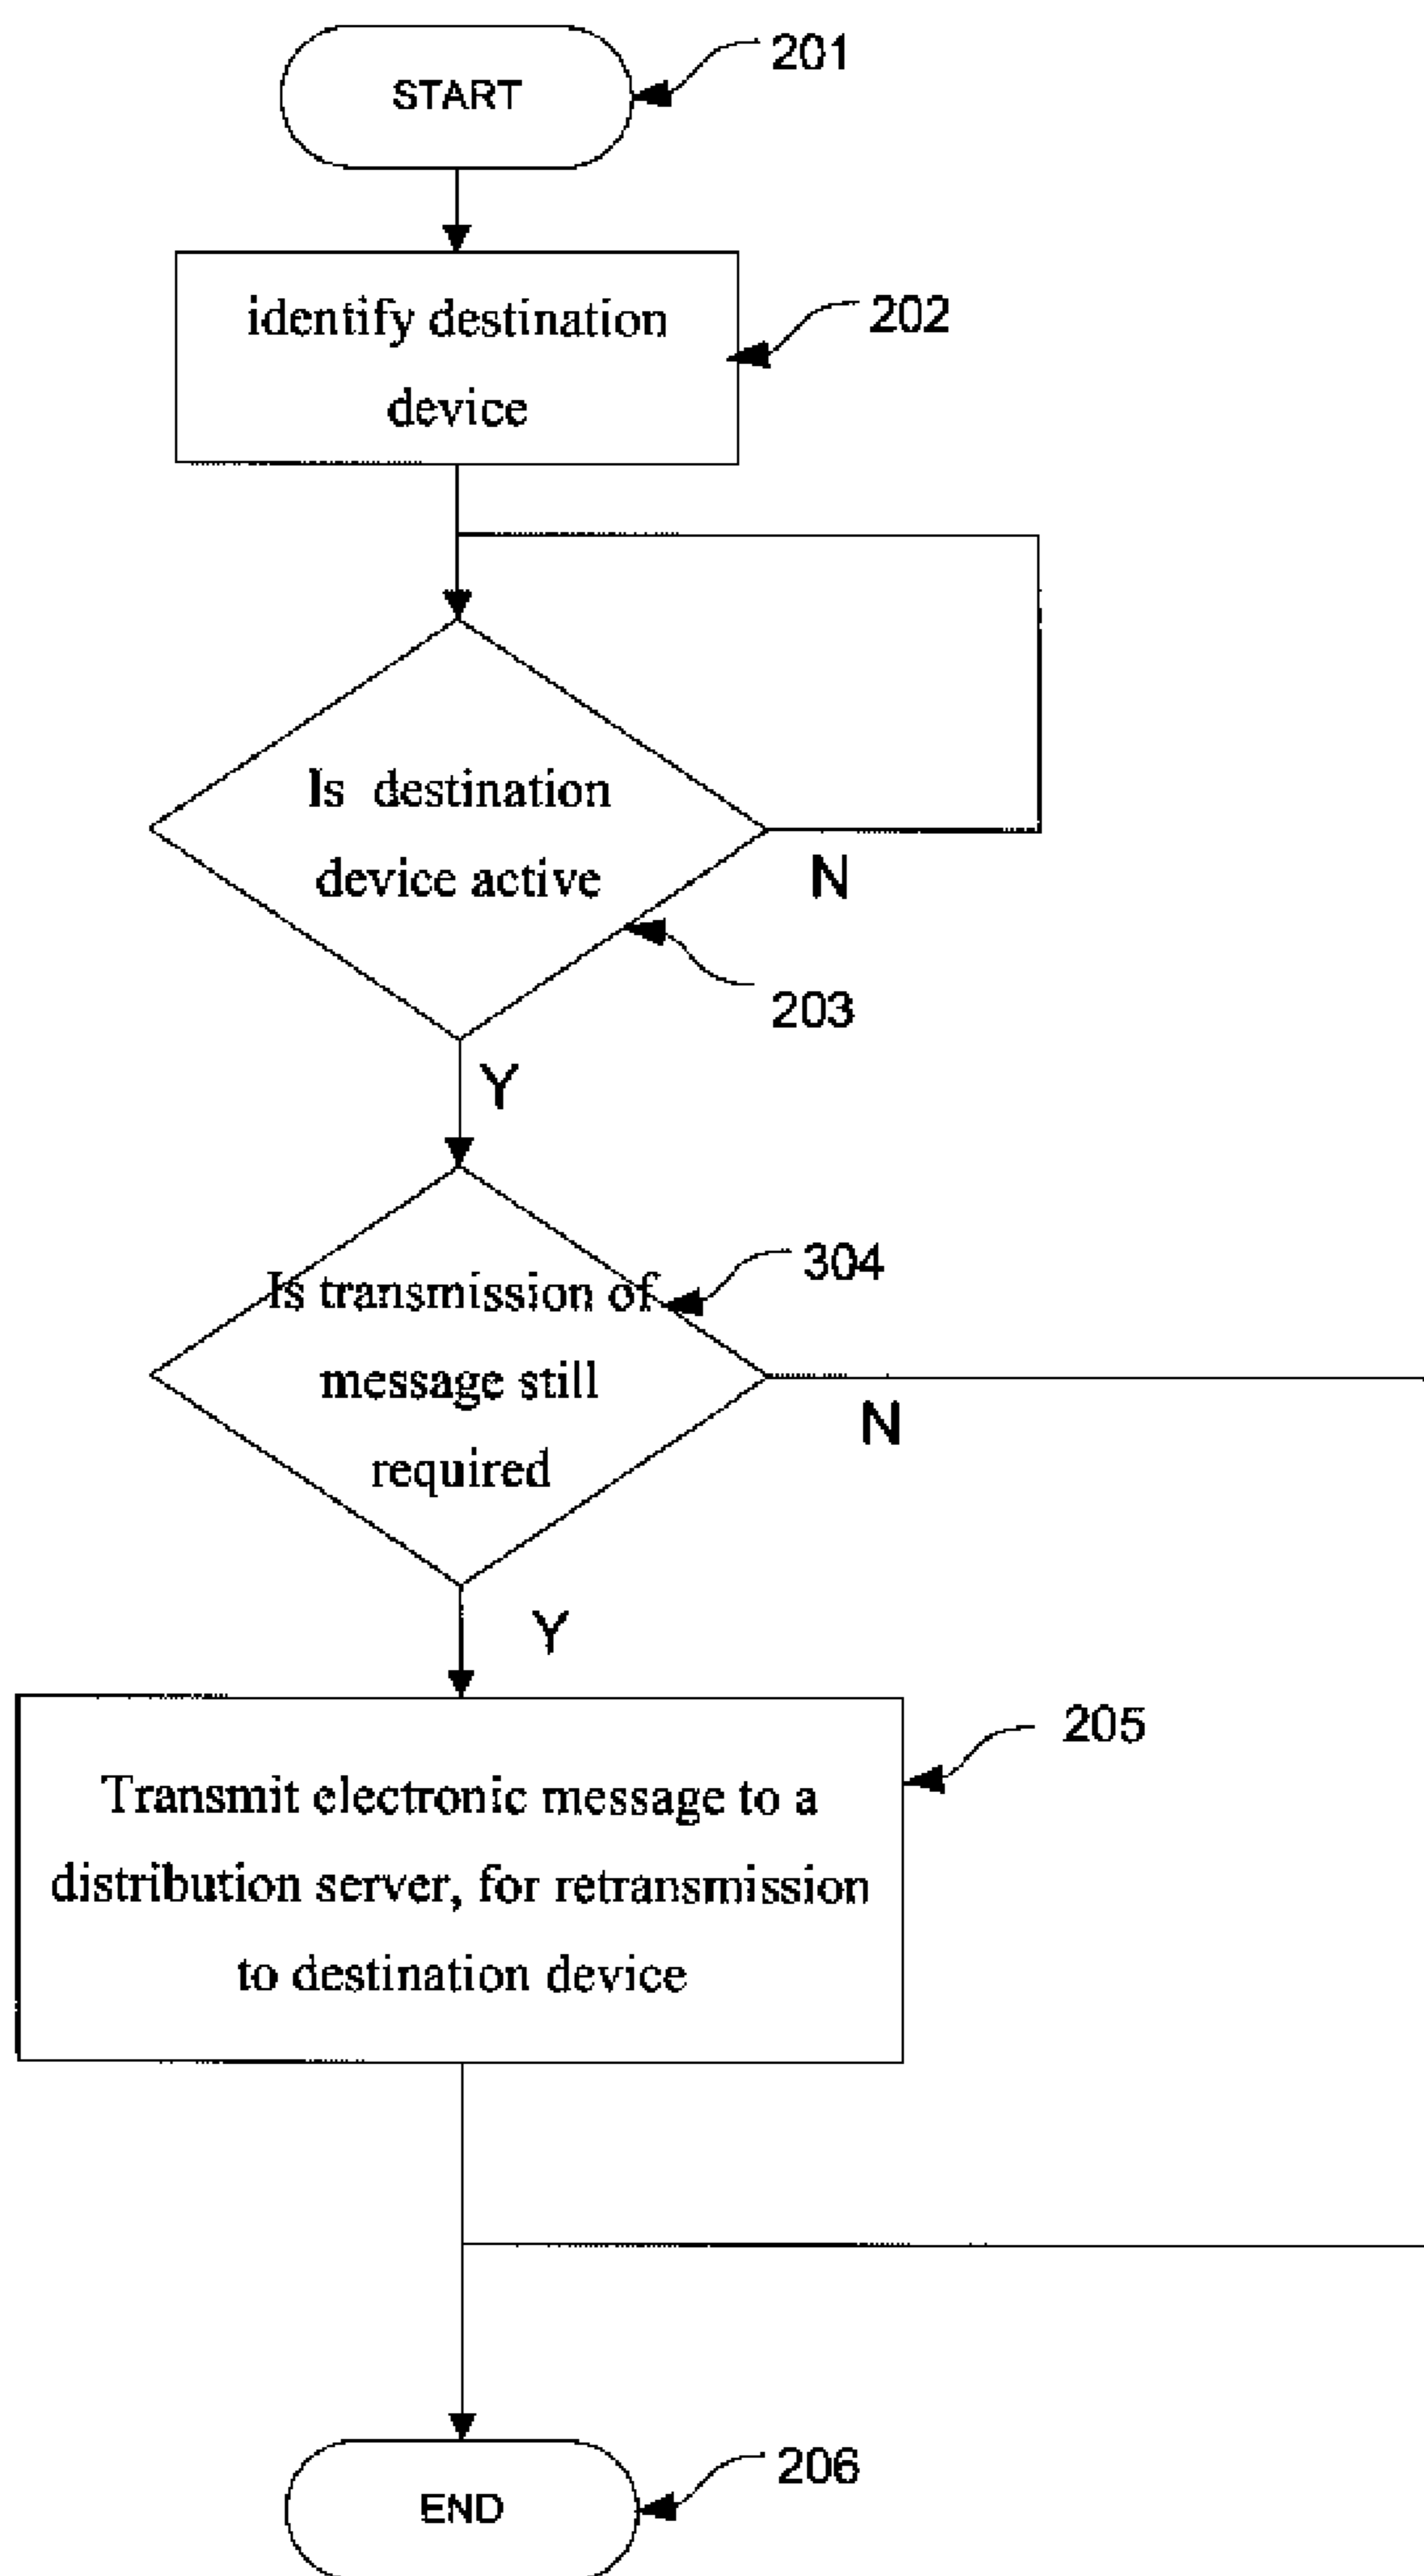 START
201
identify destination
device
202
Is destination
device active
N
203
Y
Is transmission of
message still
required
304
N
Y
Transmit electronic message to a
distribution server, for retransmission
to destination device
205
END
206